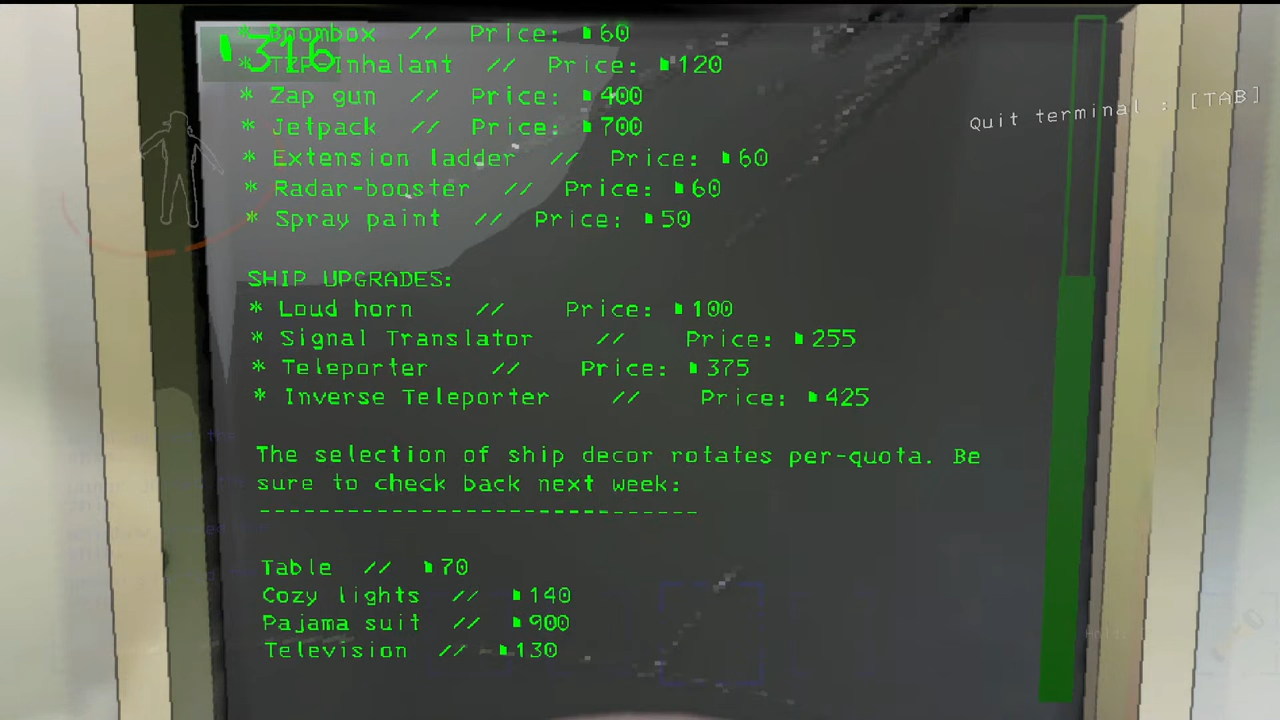 * Boombox // Price: ▮60
▮316
* TZP-Inhalant // Price: ▮120
* Zap gun // Price: ▮400
* Jetpack // Price: ▮700
Quit terminal : [TAB]
* Extension ladder // Price: ▮60
* Radar-booster // Price: ▮60
* Spray paint // Price: ▮50
SHIP UPGRADES:
* Loud horn // Price: ▮100
* Signal Translator // Price: ▮255
* Teleporter // Price: ▮375
* Inverse Teleporter // Price: ▮425
The selection of ship decor rotates per-quota. Be
sure to check back next week:
------------------------------
Table // ▮70
Cozy lights // ▮140
Pajama suit // ▮900
Television // ▮130